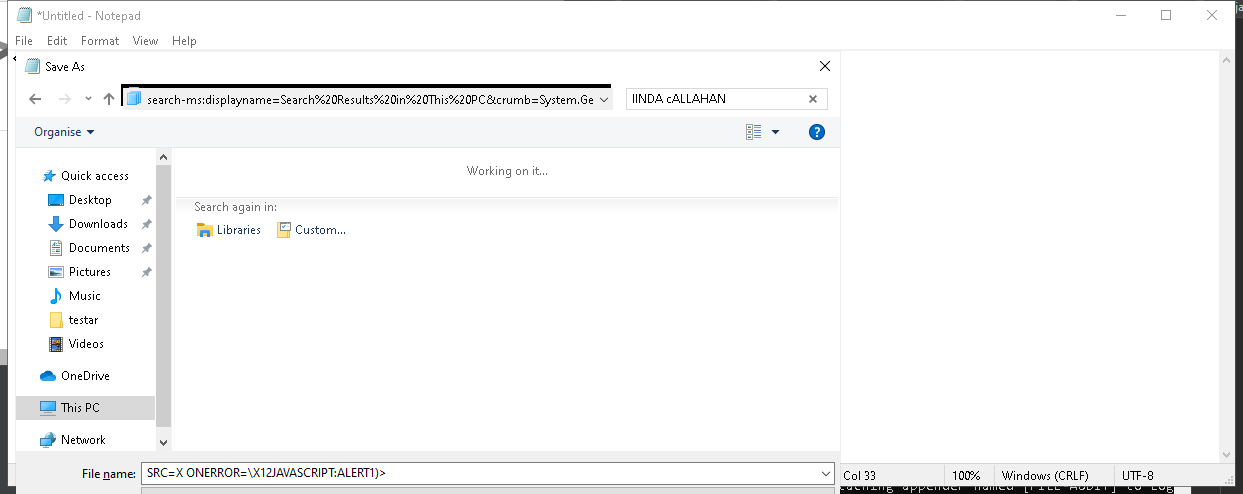 *Untitled - Notepad
File Edit Format View Help
Save As
search-ms:displayname=Search%20Results%20in%20This%20PC&crumb=System.Ge
IINDA cALLAHAN
Organise
Working on it...
Search again in:
Libraries Custom...
Quick access
Desktop
Downloads
Documents
Pictures
Music
testar
Videos
OneDrive
This PC
Network
File name: SRC=X ONERROR=\X12JAVASCRIPT:ALERT1)>
Col 33 100% Windows (CRLF) UTF-8